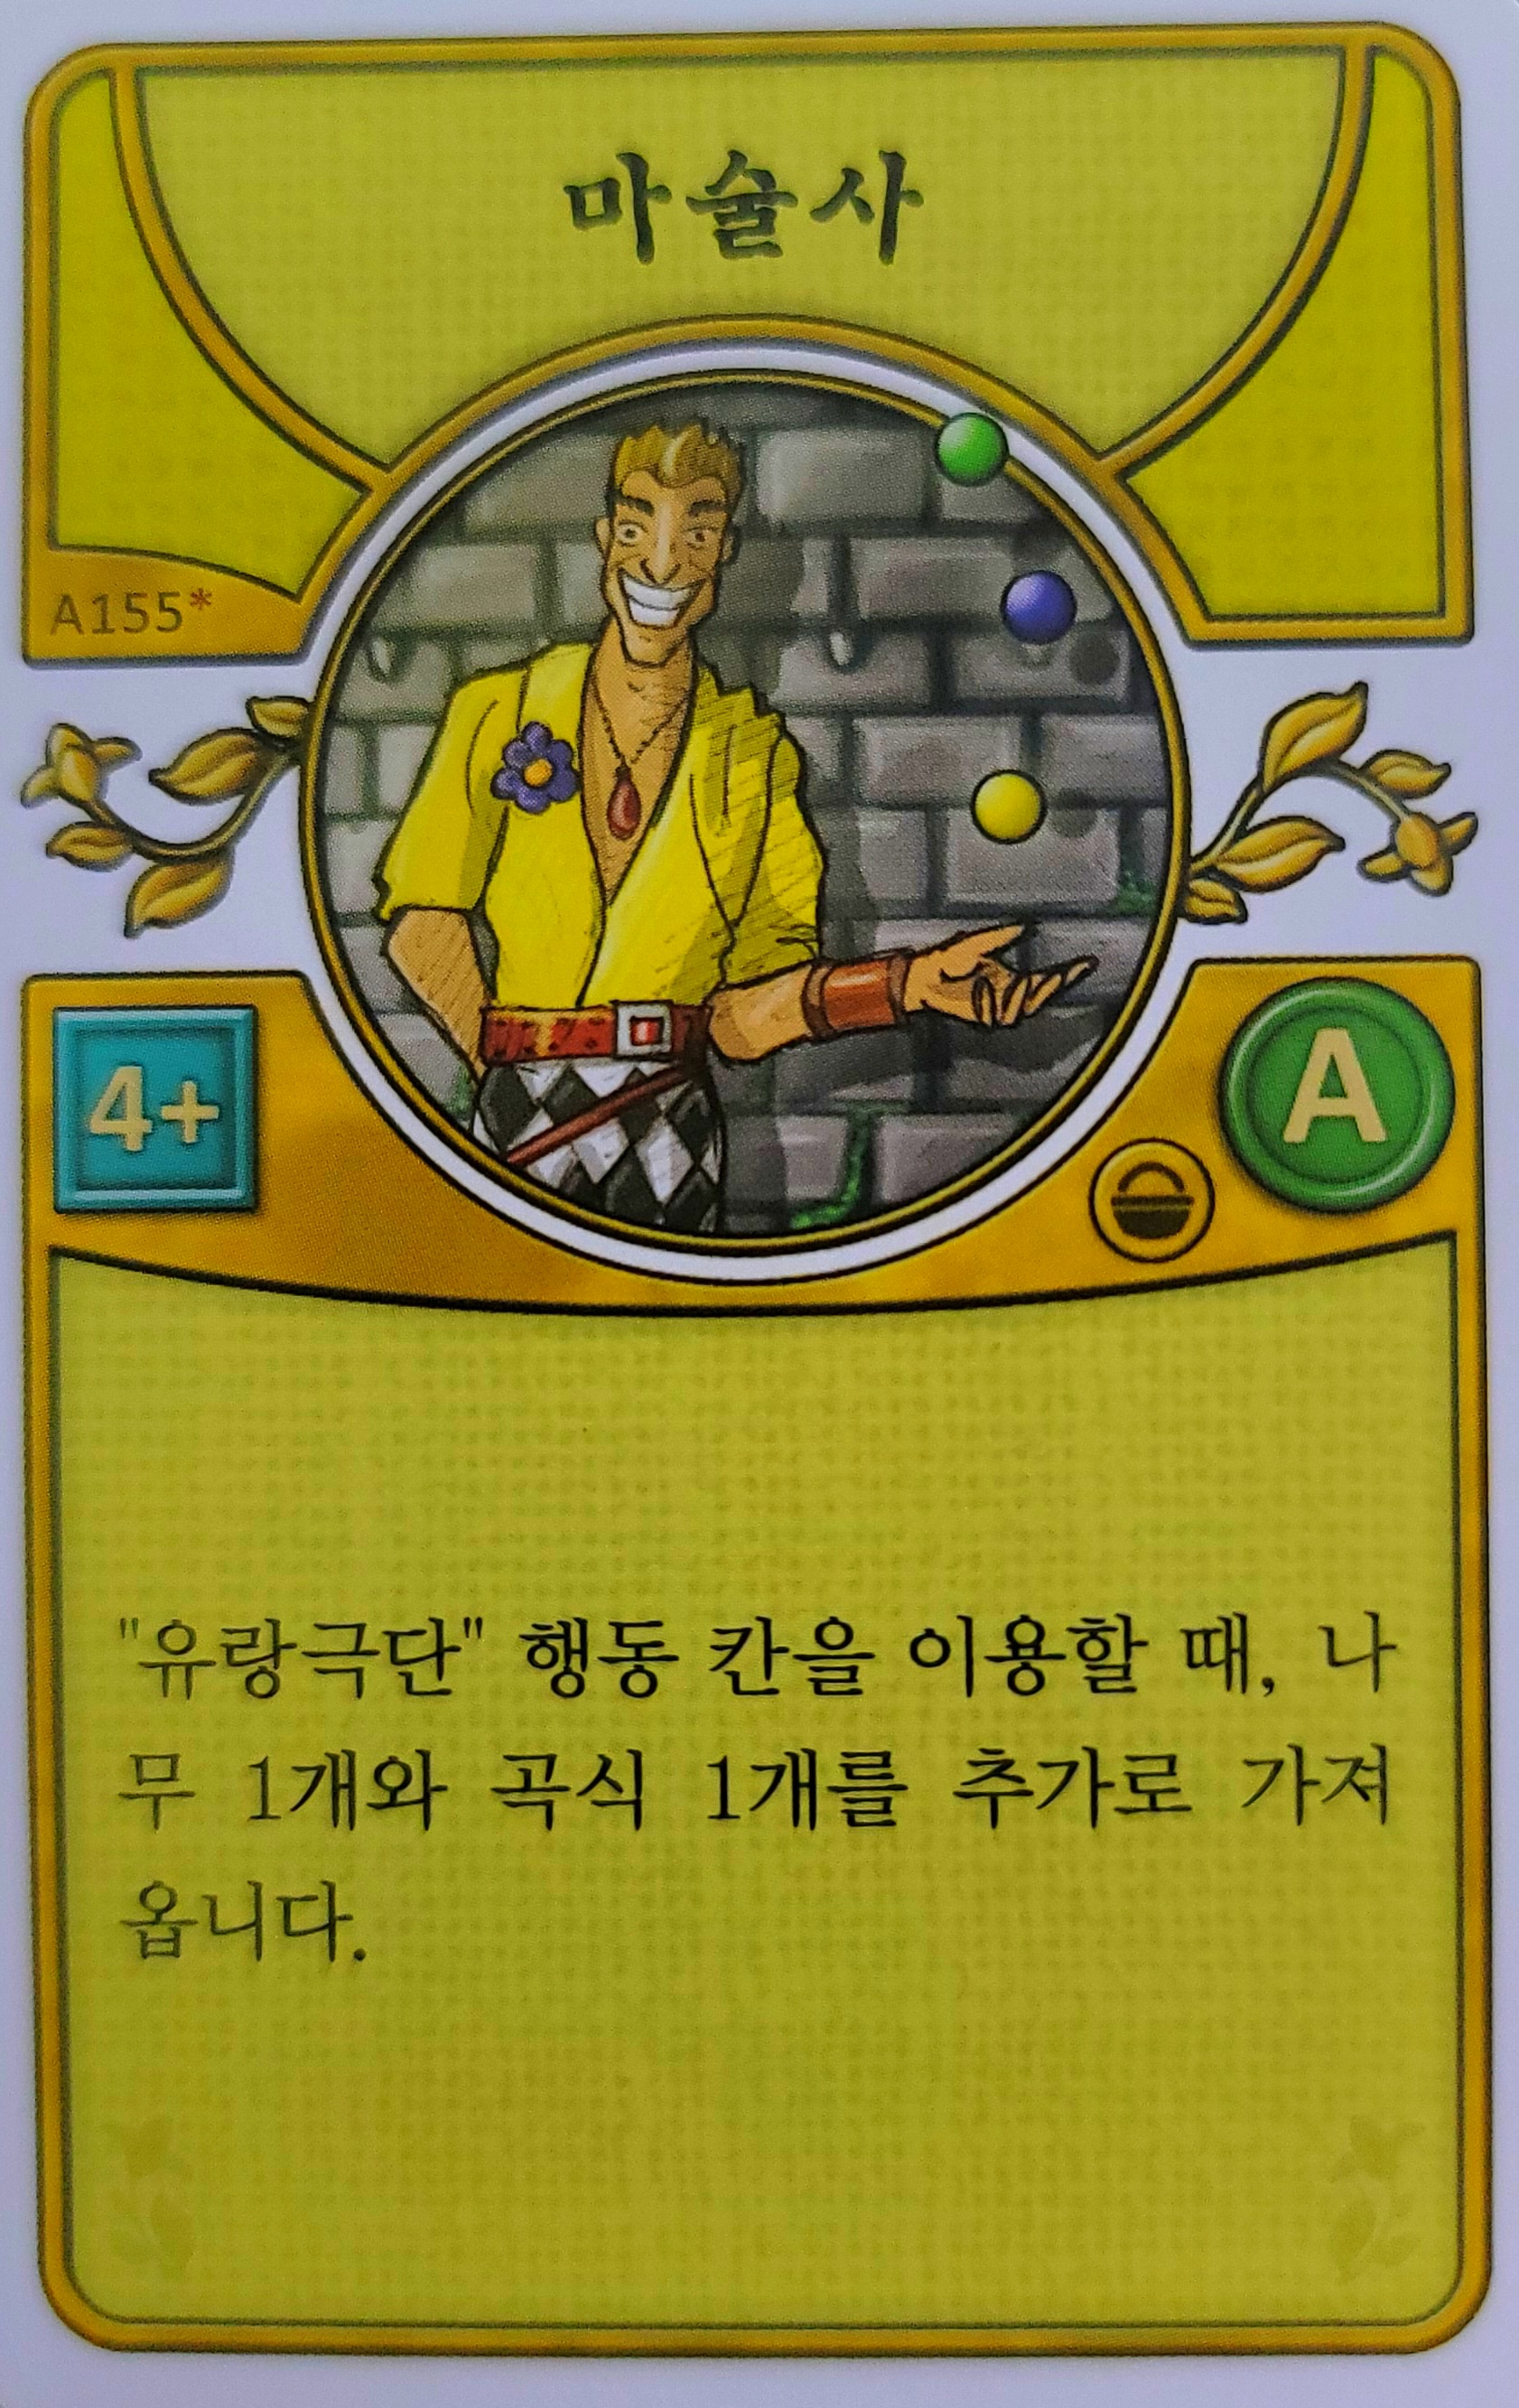 마술사
A155*
4+
A
"유랑극단" 행동 칸을 이용할 때, 나
무 1개와 곡식 1개를 추가로 가져
옵니다.